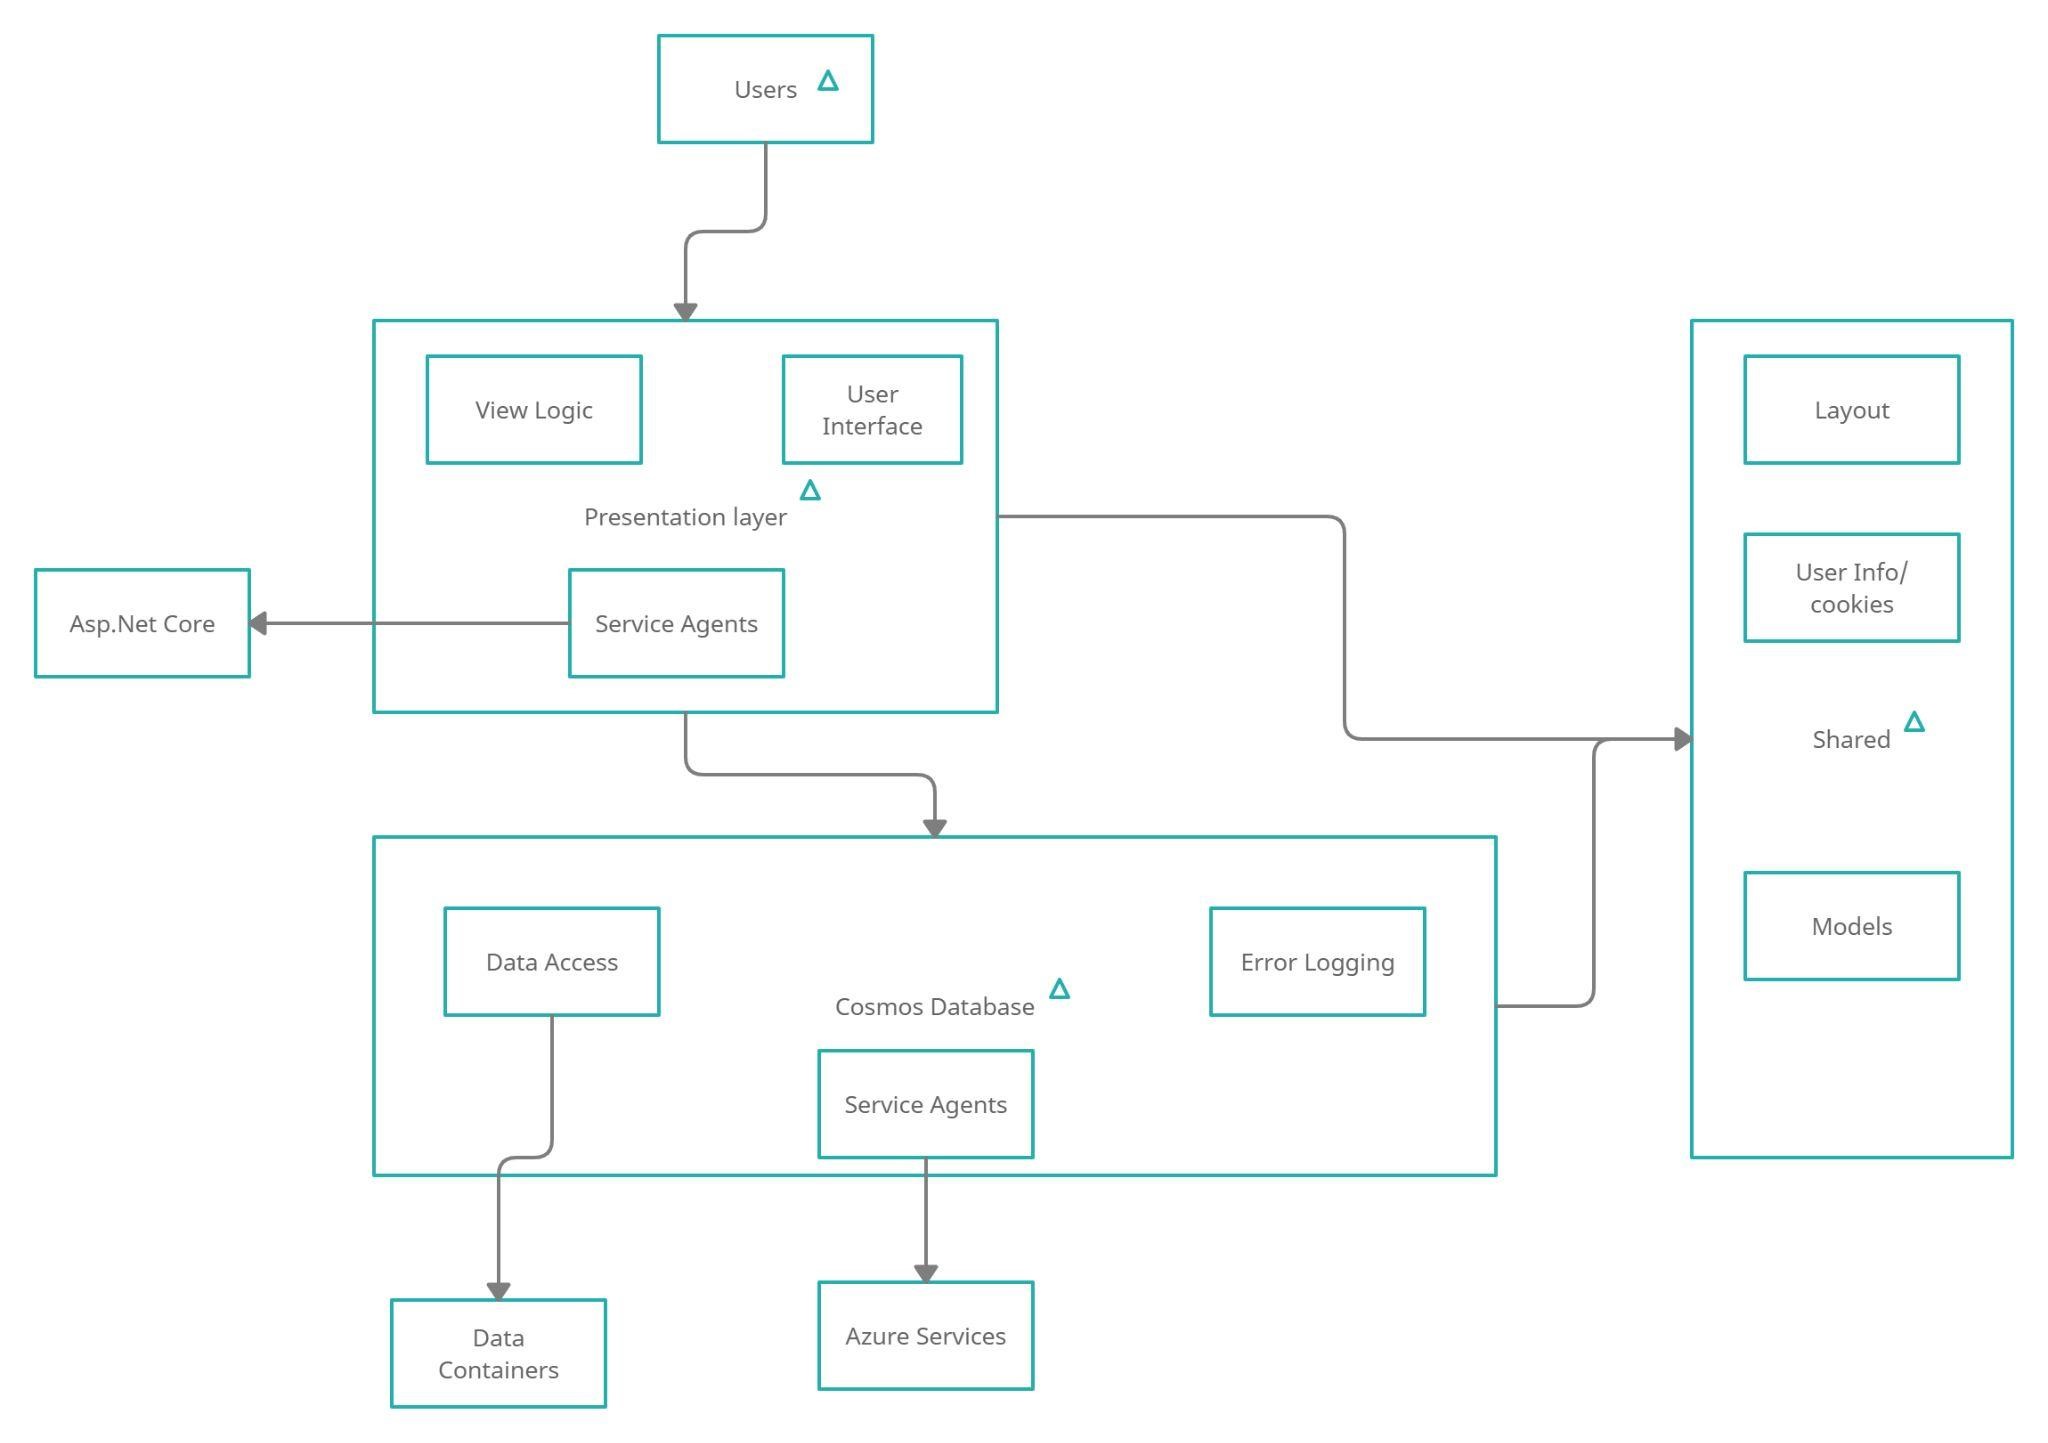 Users
View Logic
User
Interface
Presentation layer
Service Agents
Asp.Net Core
Layout
User Info/
cookies
Shared
Models
Data Access
Error Logging
Cosmos Database
Service Agents
Data
Containers
Azure Services